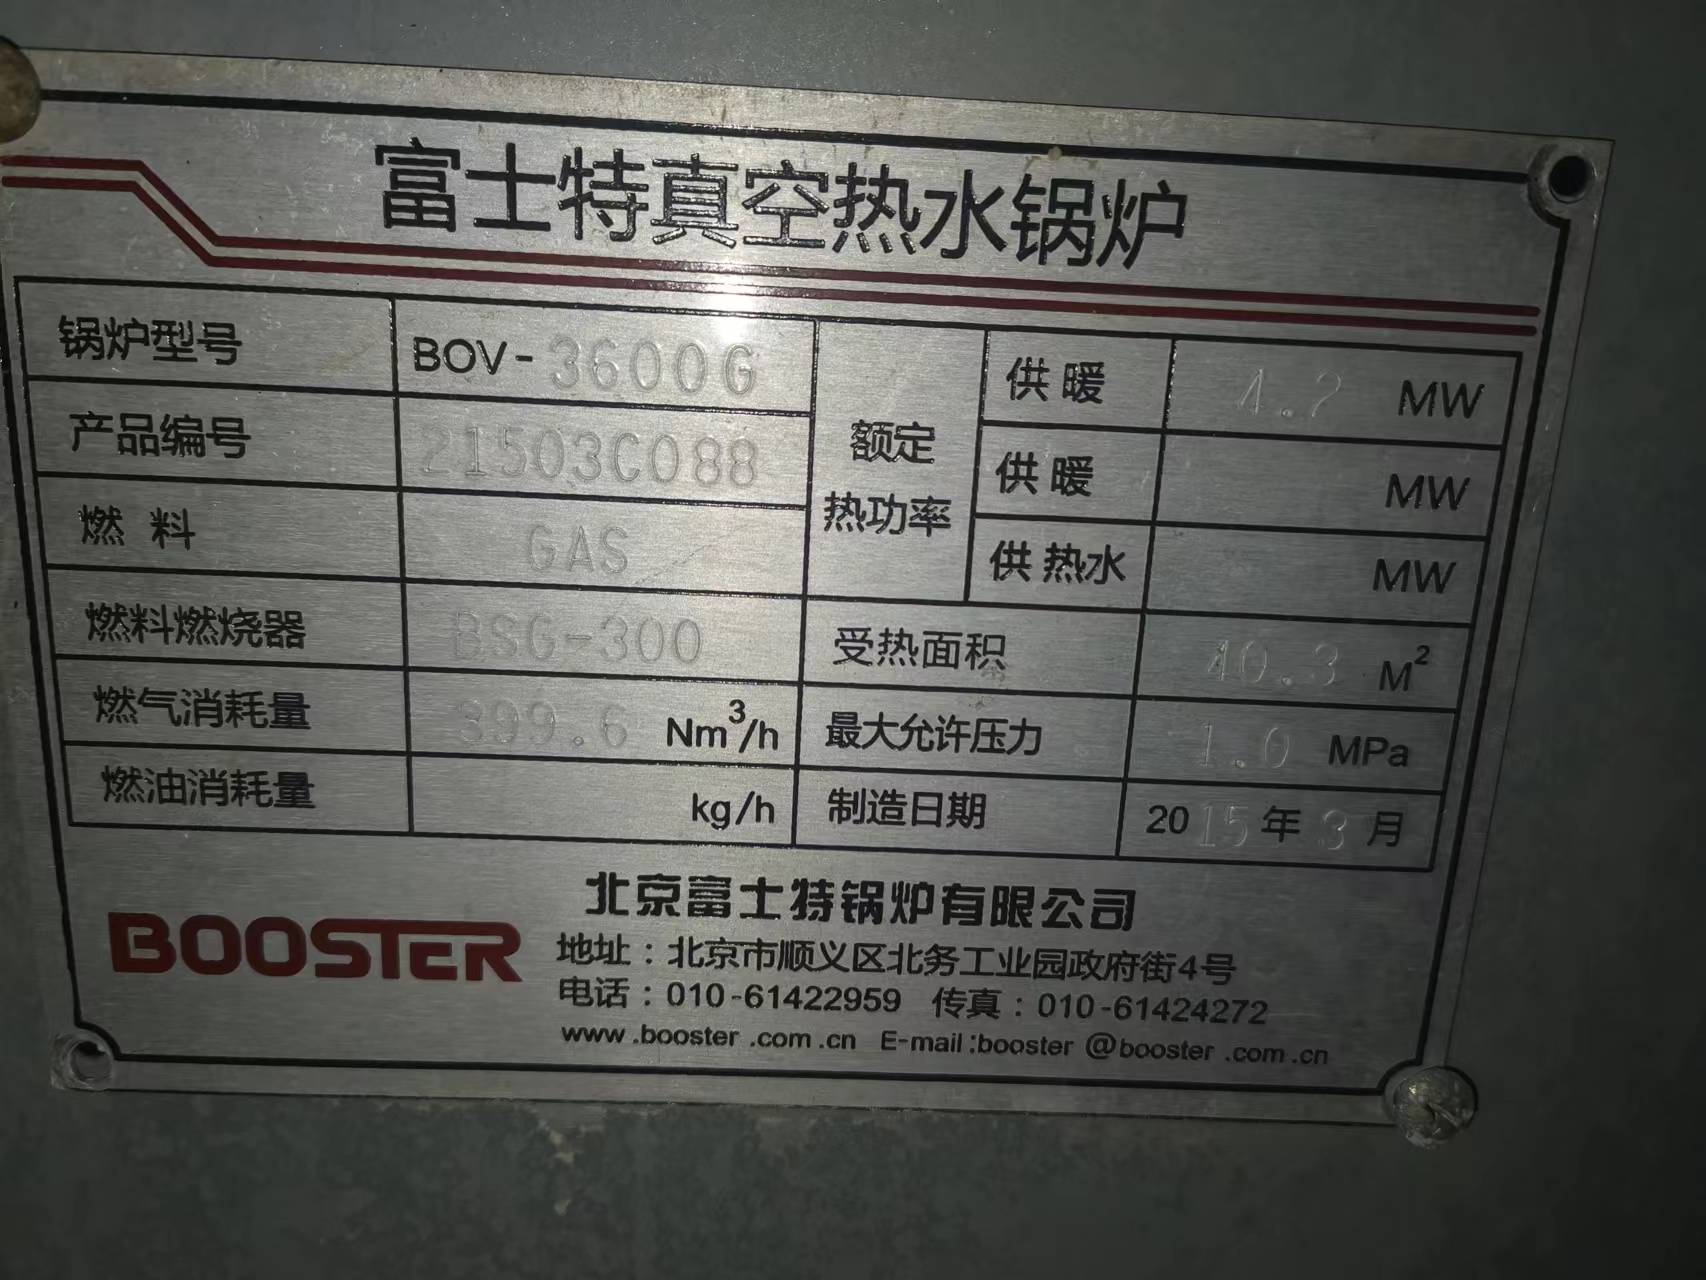 富士特真空热水锅炉
锅炉型号 BOV-3600G
产品编号 21503C088
燃 料 GAS
燃料燃烧器 BSG-300
燃气消耗量 399.6 Nm³/h
燃油消耗量 kg/h
额定热功率 供 暖 4.2 MW
供 暖 MW
供 热水 MW
受热面积 40.3 M²
最大允许压力 1.0 MPa
制造日期 2015年3月
BOOSTER
北京富士特锅炉有限公司
地址：北京市顺义区北务工业园政府街4号
电话：010-61422959 传真：010-61424272
www.booster.com.cn E-mail:booster@booster.com.cn